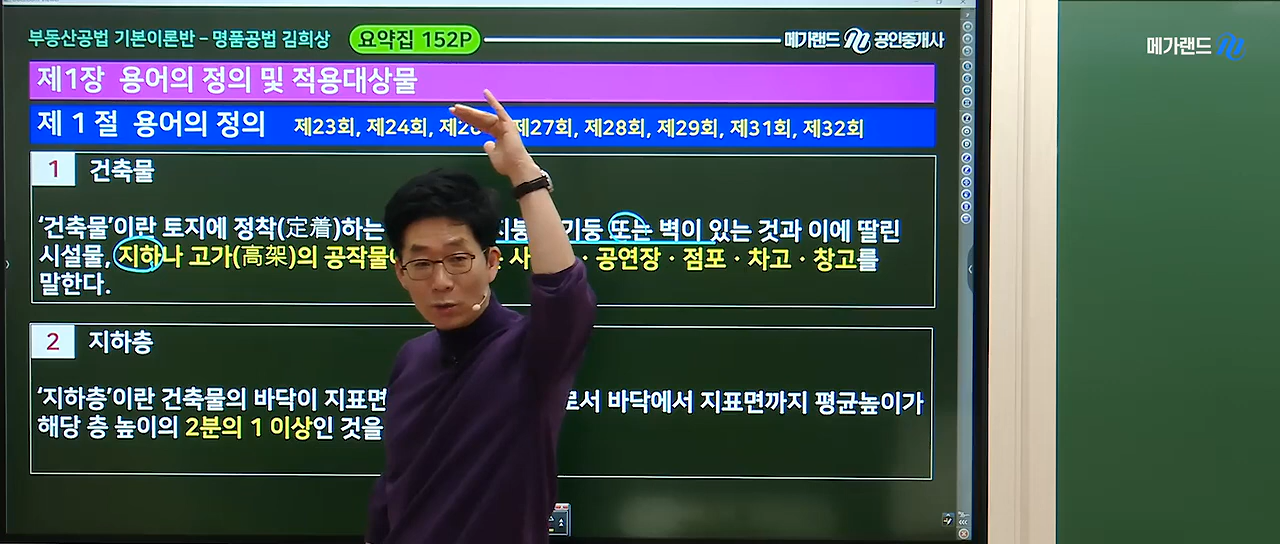 부동산공법 기본이론반 – 명품공법 김희상 요약집 152P 메가랜드 공인중개사
메가랜드
제1장 용어의 정의 및 적용대상물
제 1 절 용어의 정의 제23회, 제24회, 제27회, 제28회, 제29회, 제31회, 제32회
1 건축물
‘건축물’이란 토지에 정착(定着)하는 기둥 또는 벽이 있는 것과 이에 딸린
시설물, 지하나 고가(高架)의 공작물에 · 공연장 · 점포 · 차고 · 창고를
말한다.
2 지하층
‘지하층’이란 건축물의 바닥이 지표면 로서 바닥에서 지표면까지 평균높이가
해당 층 높이의 2분의 1 이상인 것을